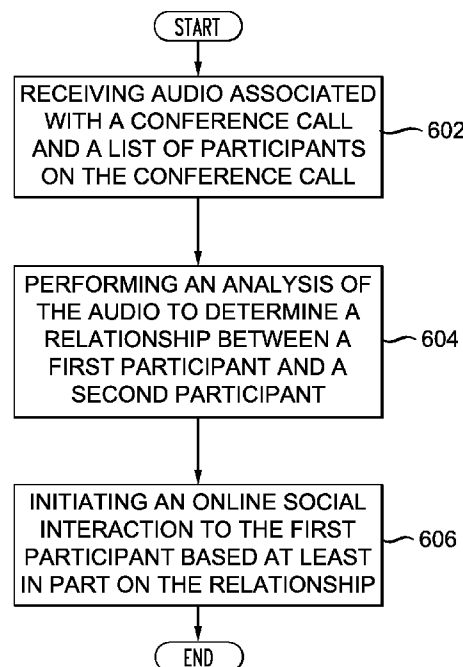 START
RECEIVING AUDIO ASSOCIATED
WITH A CONFERENCE CALL
AND A LIST OF PARTICIPANTS
ON THE CONFERENCE CALL
602
PERFORMING AN ANALYSIS OF
THE AUDIO TO DETERMINE A
RELATIONSHIP BETWEEN A
FIRST PARTICIPANT AND A
SECOND PARTICIPANT
604
INITIATING AN ONLINE SOCIAL
INTERACTION TO THE FIRST
PARTICIPANT BASED AT LEAST
IN PART ON THE RELATIONSHIP
606
END